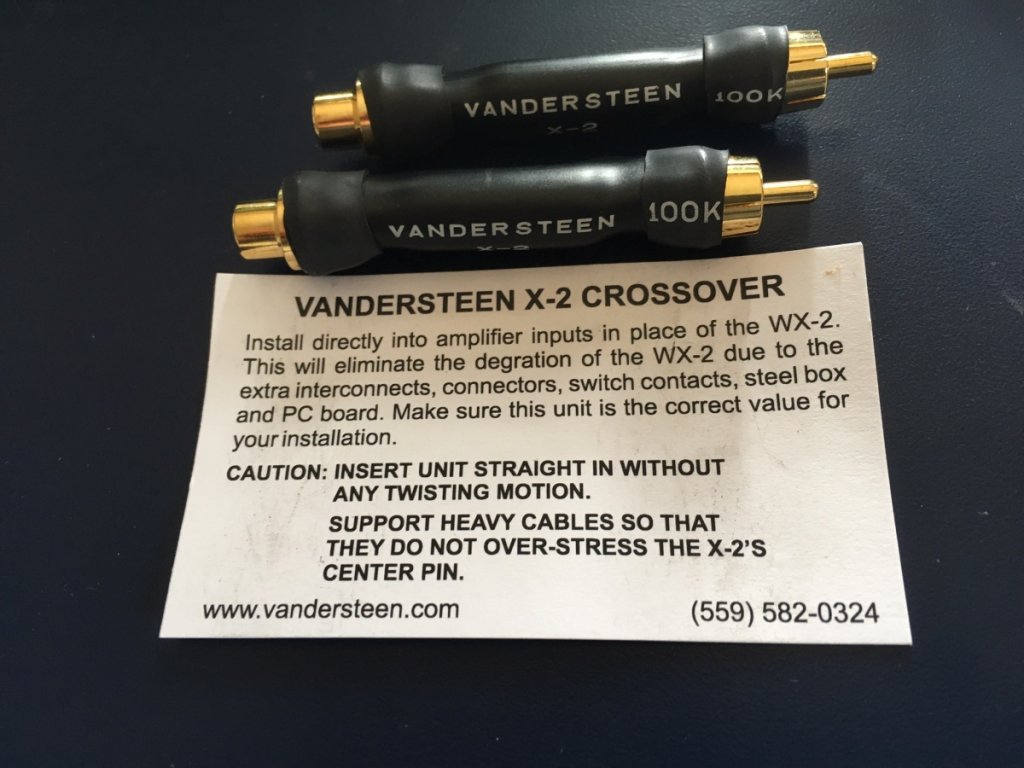 VANDERSTEEN 100K
X-2
VANDERSTEEN 100K
X-2
VANDERSTEEN X-2 CROSSOVER
Install directly into amplifier inputs in place of the WX-2.
This will eliminate the degration of the WX-2 due to the
extra interconnects, connectors, switch contacts, steel box
and PC board. Make sure this unit is the correct value for
your installation.
CAUTION: INSERT UNIT STRAIGHT IN WITHOUT
ANY TWISTING MOTION.
SUPPORT HEAVY CABLES SO THAT
THEY DO NOT OVER-STRESS THE X-2'S
CENTER PIN.
www.vandersteen.com (559) 582-0324